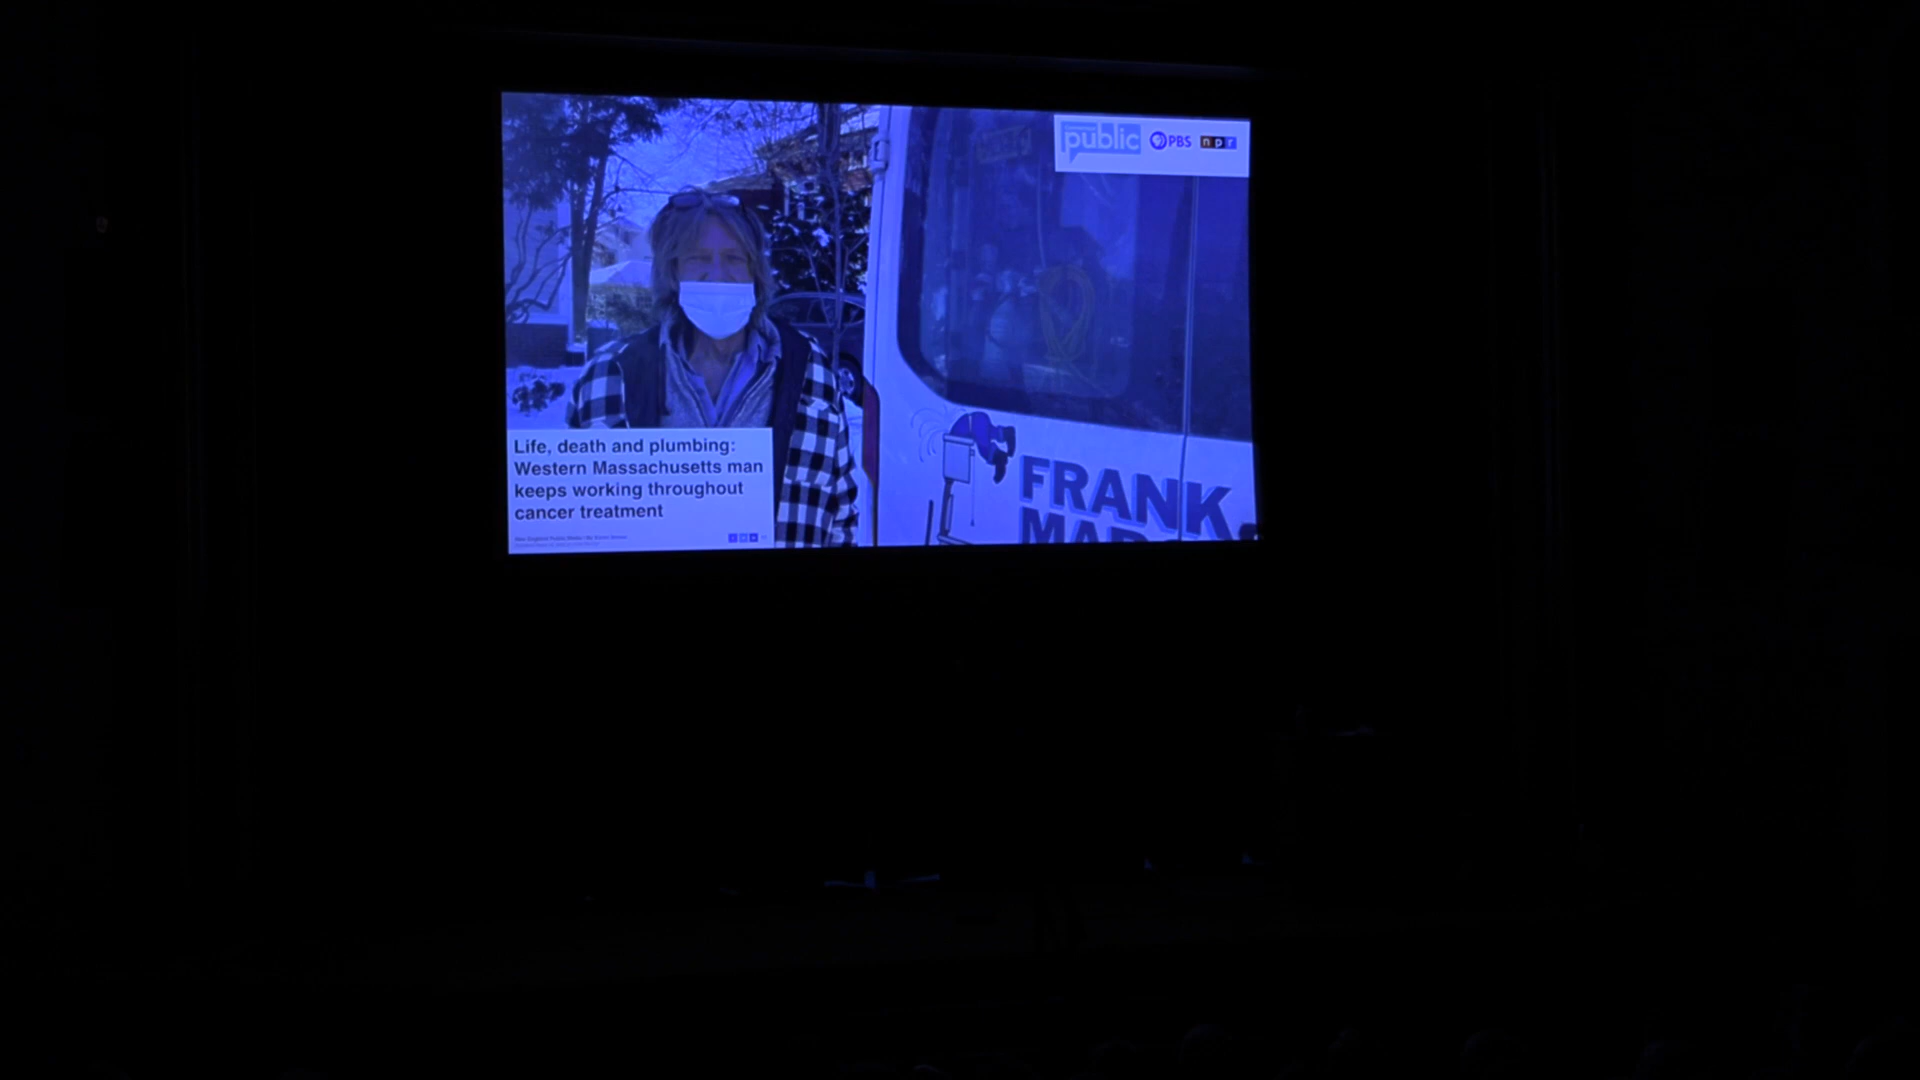 public
PBS
npr
Life, death and plumbing:
Western Massachusetts man
keeps working throughout
cancer treatment
FRANK